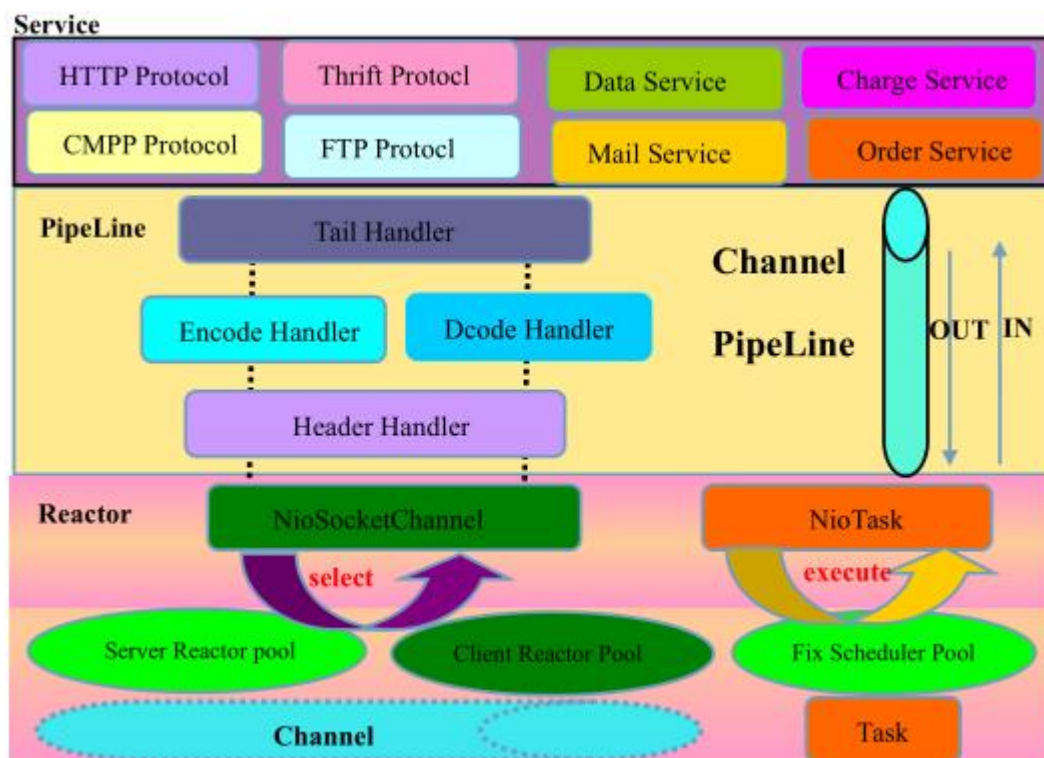 Service
HTTP Protocol
Thrift Protocl
Data Service
Charge Service
CMPP Protocol
FTP Protocl
Mail Service
Order Service
PipeLine
Tail Handler
Channel
PipeLine
Encode Handler
Dcode Handler
OUT
IN
Header Handler
Reactor
NioSocketChannel
NioTask
select
execute
Server Reactor pool
Client Reactor Pool
Fix Scheduler Pool
Channel
Task